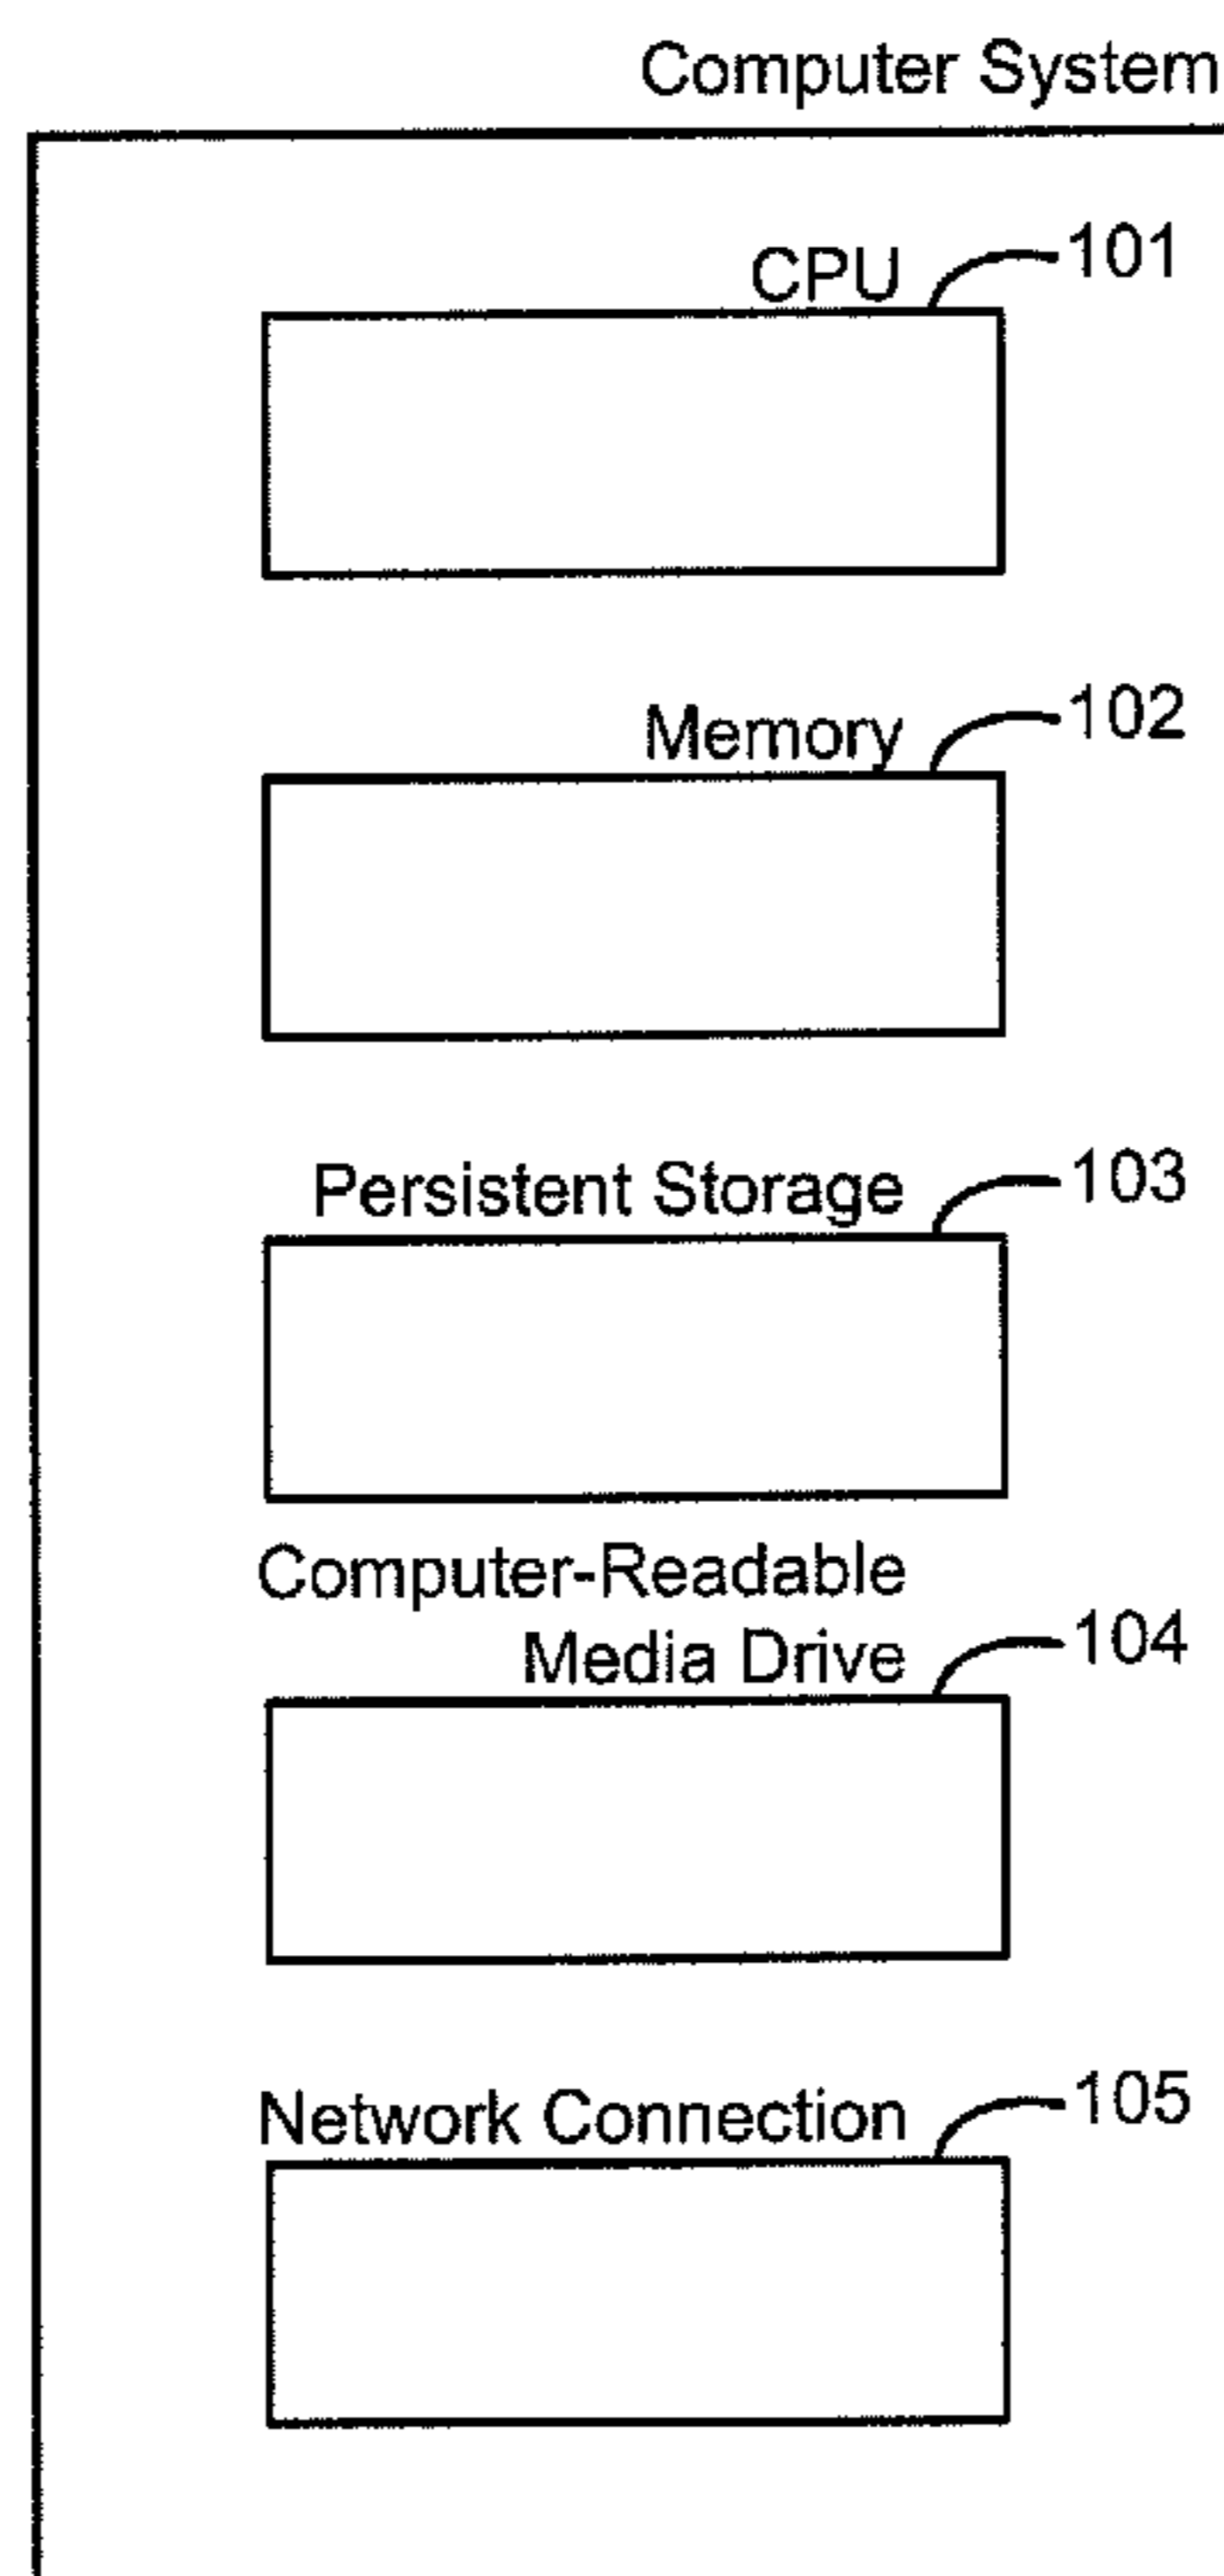 Computer System
CPU
101
Memory
102
Persistent Storage
103
Computer-Readable
Media Drive
104
Network Connection
105